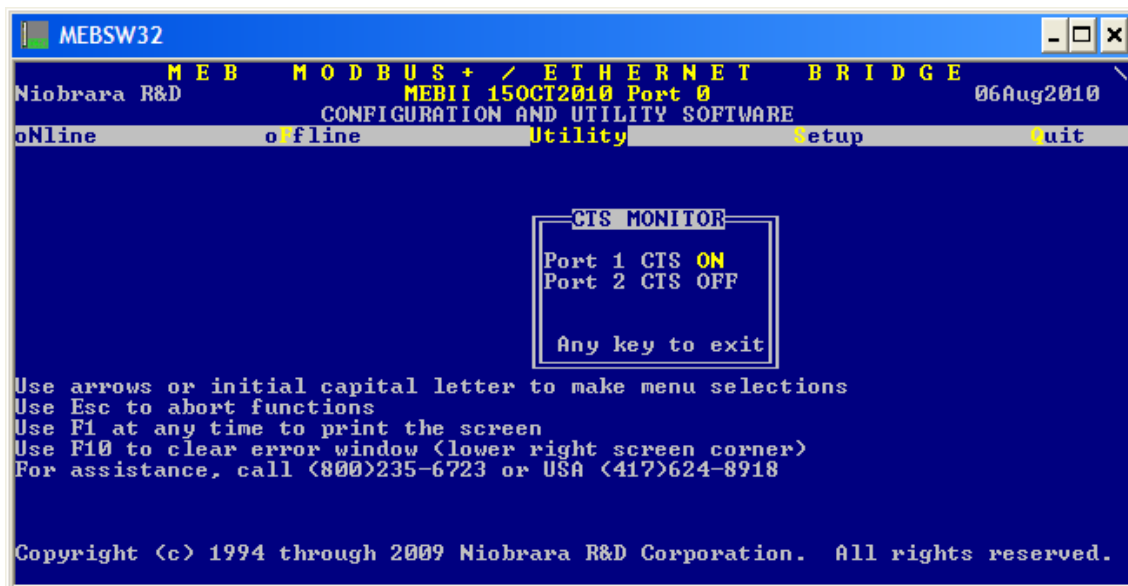 MEBSW32
M E B M O D B U S + / E T H E R N E T B R I D G E \
Niobrara R&D MEBII 15OCT2010 Port 0 06Aug2010
CONFIGURATION AND UTILITY SOFTWARE
oNline oFfline Utility Setup Quit
CTS MONITOR
Port 1 CTS ON
Port 2 CTS OFF
Any key to exit
Use arrows or initial capital letter to make menu selections
Use Esc to abort functions
Use F1 at any time to print the screen
Use F10 to clear error window (lower right screen corner)
For assistance, call (800)235-6723 or USA (417)624-8918
Copyright (c) 1994 through 2009 Niobrara R&D Corporation. All rights reserved.